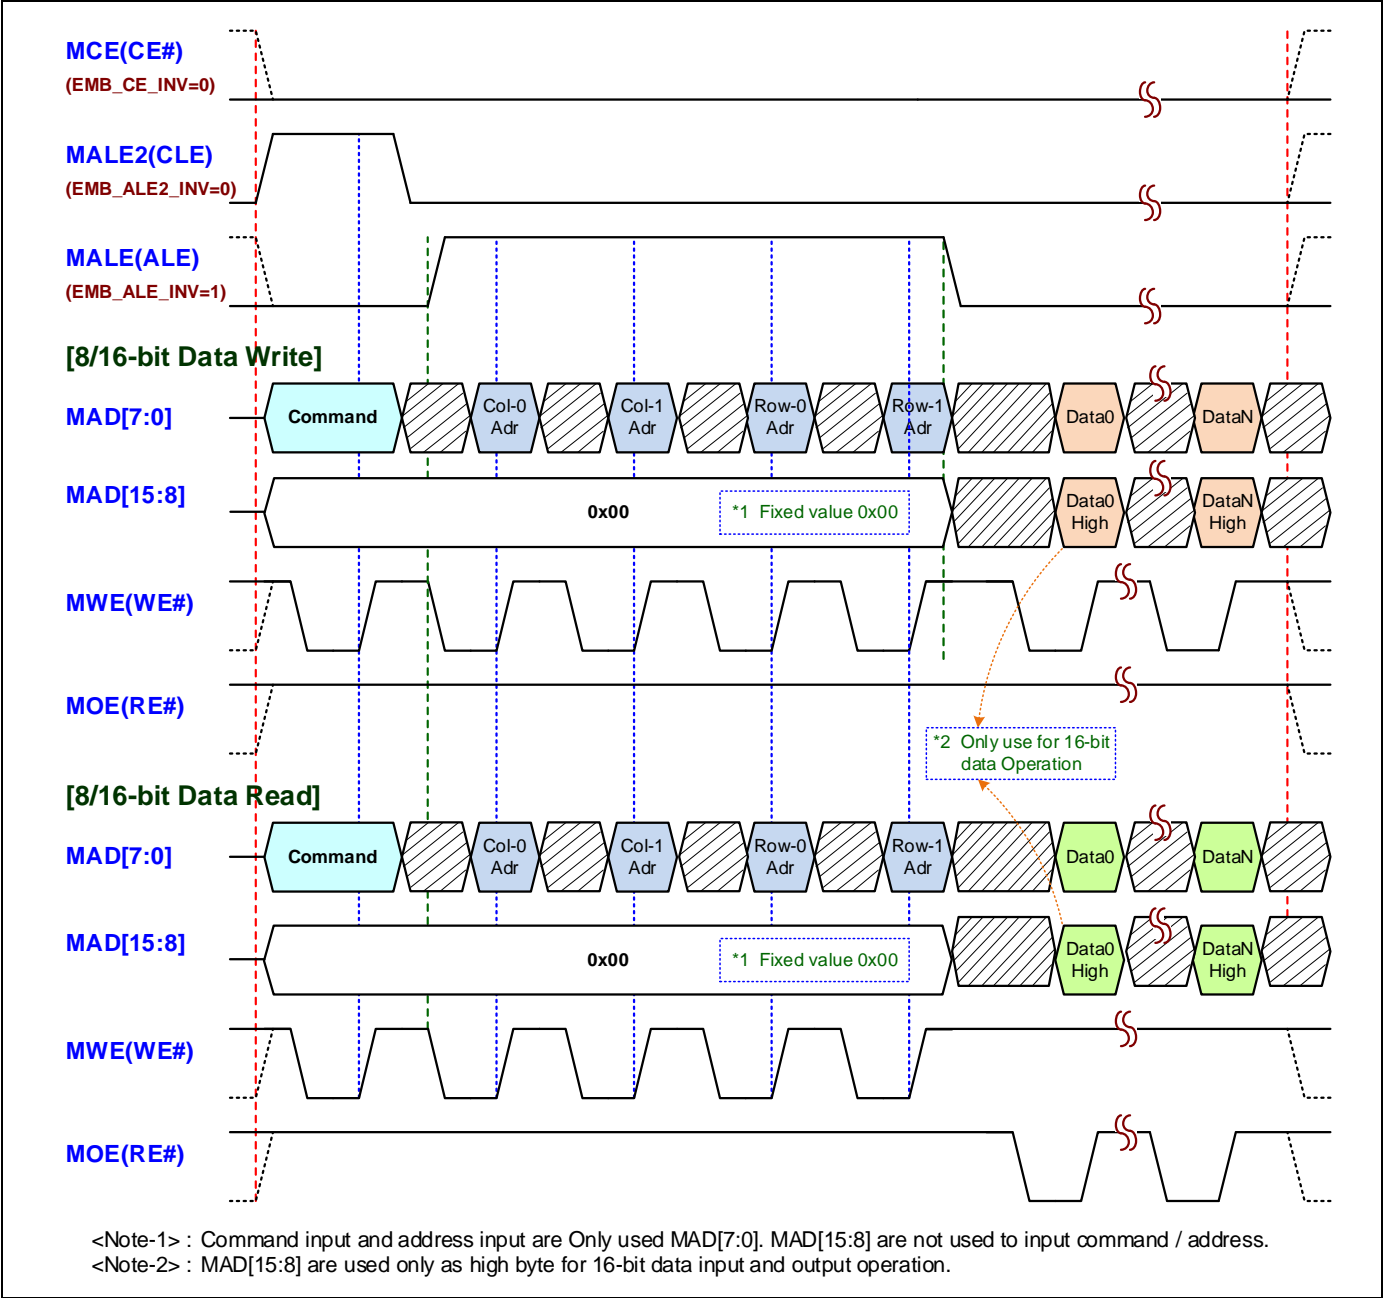 MCE(CE#)
(EMB_CE_INV=0)
MALE2(CLE)
(EMB_ALE2_INV=0)
MALE(ALE)
(EMB_ALE_INV=1)
[8/16-bit Data Write]
MAD[7:0]
Command
Col-0
Adr
Col-1
Adr
Row-0
Adr
Row-1
Adr
Data0
DataN
MAD[15:8]
0x00
*1 Fixed value 0x00
Data0
High
DataN
High
MWE(WE#)
MOE(RE#)
*2 Only use for 16-bit
data Operation
[8/16-bit Data Read]
MAD[7:0]
Command
Col-0
Adr
Col-1
Adr
Row-0
Adr
Row-1
Adr
Data0
DataN
MAD[15:8]
0x00
*1 Fixed value 0x00
Data0
High
DataN
High
MWE(WE#)
MOE(RE#)
<Note-1> : Command input and address input are Only used MAD[7:0]. MAD[15:8] are not used to input command / address.
<Note-2> : MAD[15:8] are used only as high byte for 16-bit data input and output operation.